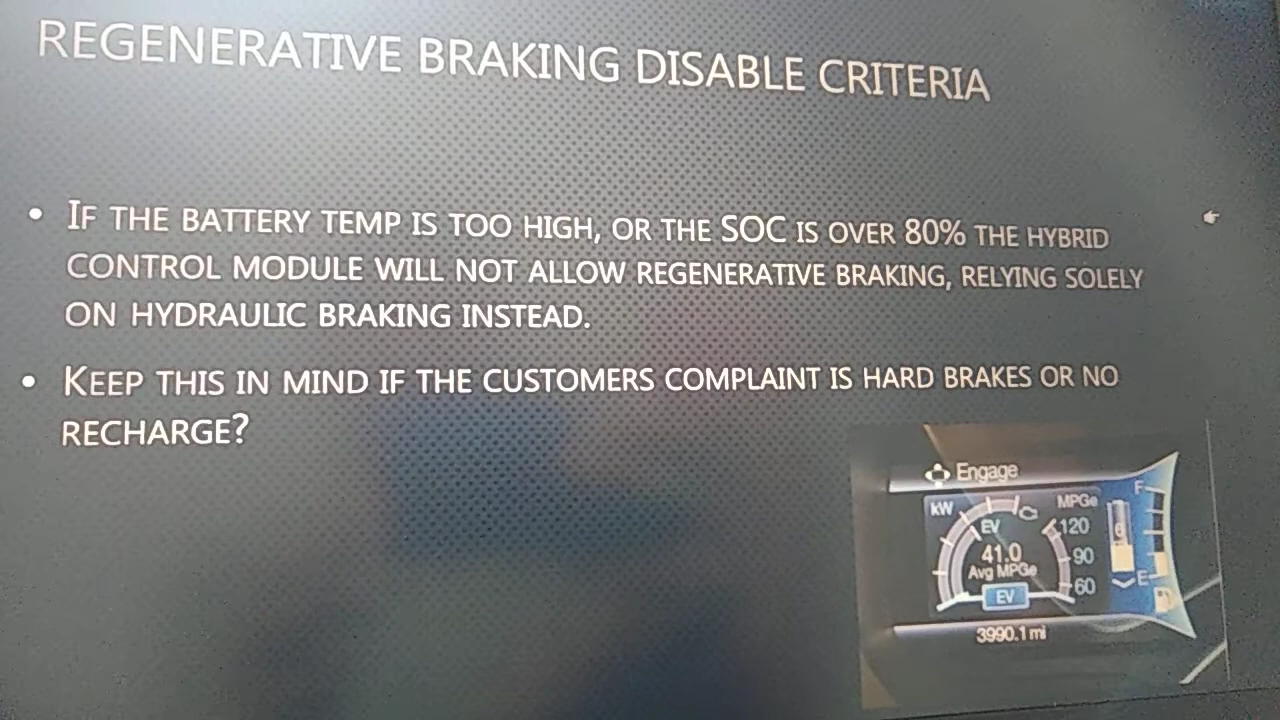 REGENERATIVE BRAKING DISABLE CRITERIA
• IF THE BATTERY TEMP IS TOO HIGH, OR THE SOC IS OVER 80% THE HYBRID
CONTROL MODULE WILL NOT ALLOW REGENERATIVE BRAKING, RELYING SOLELY
ON HYDRAULIC BRAKING INSTEAD.
• KEEP THIS IN MIND IF THE CUSTOMERS COMPLAINT IS HARD BRAKES OR NO
RECHARGE?
Engage
kW
MPGe
F
EV
120
41.0
90
Avg MPGe
60
E
EV
3990.1 mi